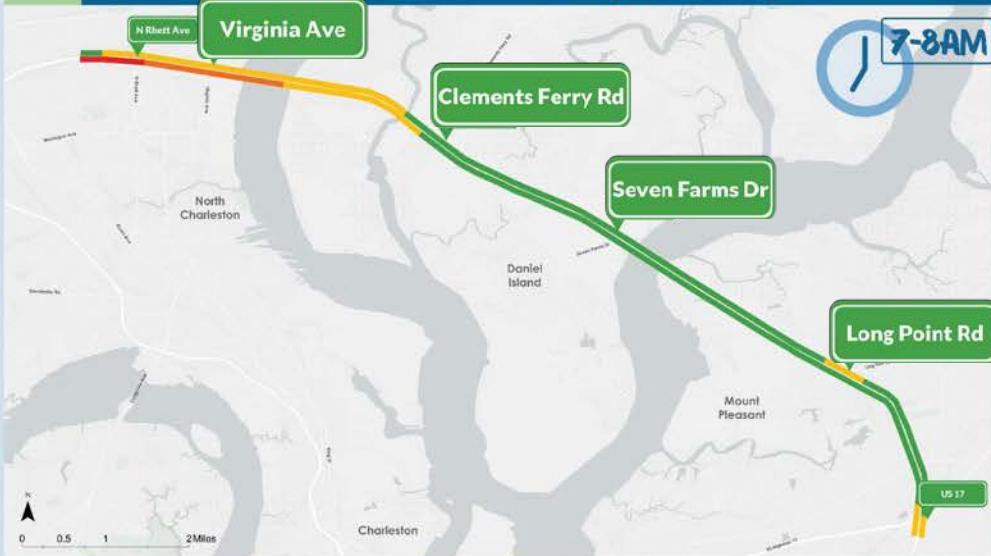 N Rhett Ave
Virginia Ave
7-8AM
Clements Ferry Rd
Seven Farms Dr
North
Charleston
Daniel
Island
Long Point Rd
Mount
Pleasant
US 17
N
0 0.5 1 2 Miles
Charleston